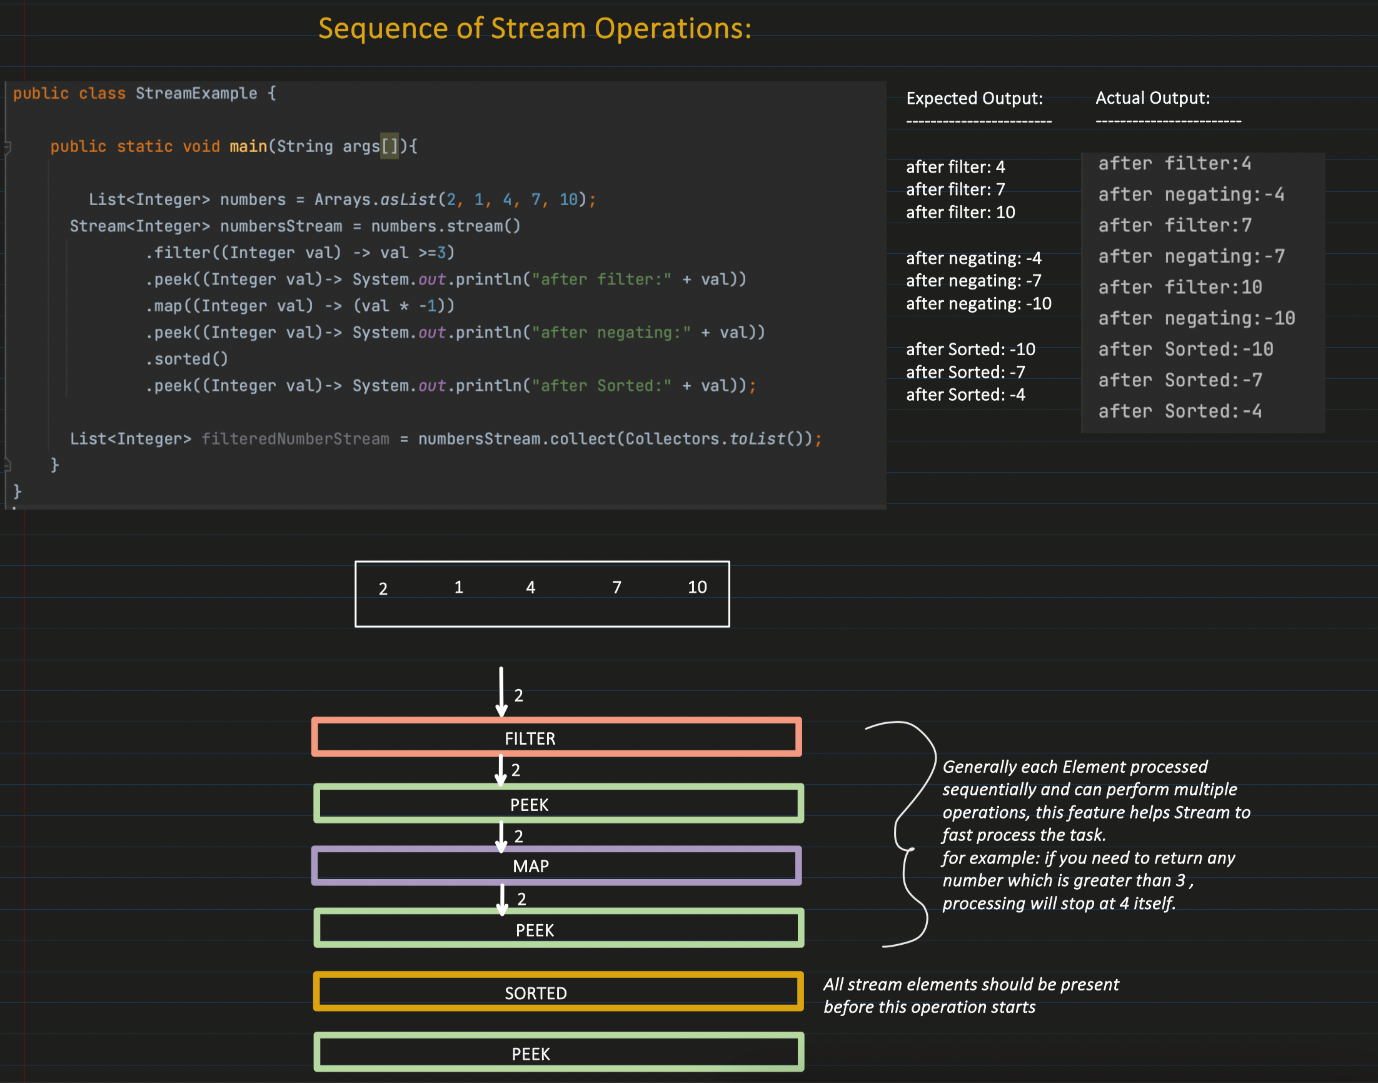 Sequence of Stream Operations:
public class StreamExample {
public static void main(String args[]){
List<Integer> numbers = Arrays.asList(2, 1, 4, 7, 10);
Stream<Integer> numbersStream = numbers.stream()
.filter((Integer val) -> val >=3)
.peek((Integer val)-> System.out.println("after filter:" + val))
.map((Integer val) -> (val * -1))
.peek((Integer val)-> System.out.println("after negating:" + val))
.sorted()
.peek((Integer val)-> System.out.println("after Sorted:" + val));
List<Integer> filteredNumberStream = numbersStream.collect(Collectors.toList());
}
}
Expected Output:
------------------------
after filter: 4
after filter: 7
after filter: 10
after negating: -4
after negating: -7
after negating: -10
after Sorted: -10
after Sorted: -7
after Sorted: -4
Actual Output:
------------------------
after filter:4
after negating:-4
after filter:7
after negating:-7
after filter:10
after negating:-10
after Sorted:-10
after Sorted:-7
after Sorted:-4
2 1 4 7 10
2
FILTER
2
PEEK
2
MAP
2
PEEK
SORTED
PEEK
Generally each Element processed
sequentially and can perform multiple
operations, this feature helps Stream to
fast process the task.
for example: if you need to return any
number which is greater than 3 ,
processing will stop at 4 itself.
All stream elements should be present
before this operation starts